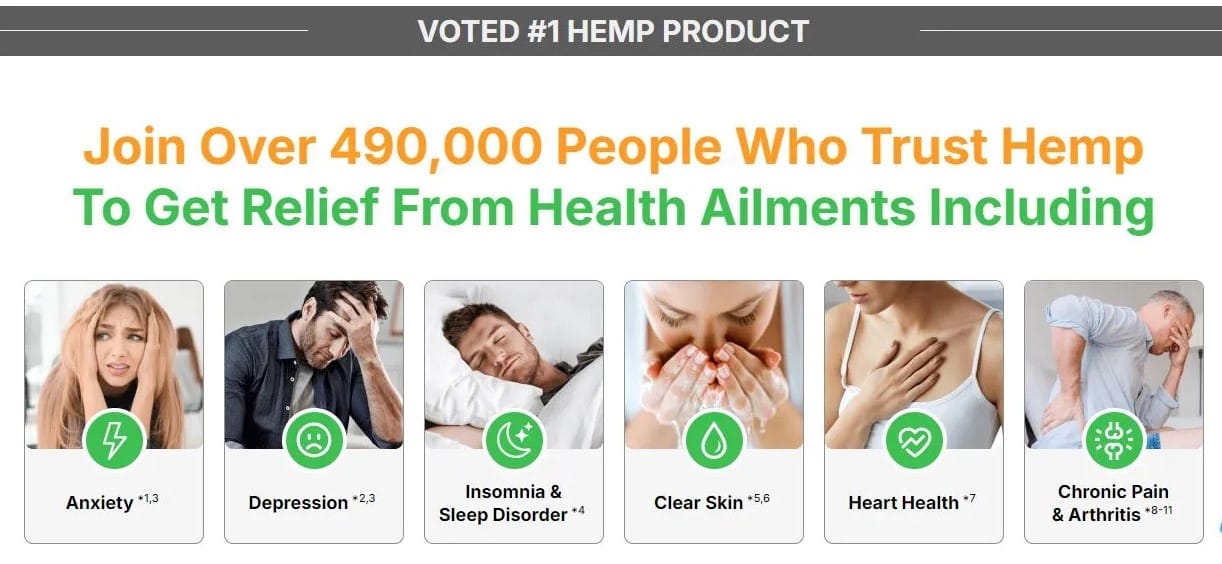 VOTED #1 HEMP PRODUCT
Join Over 490,000 People Who Trust Hemp
To Get Relief From Health Ailments Including
Anxiety *1,3
Depression *2,3
Insomnia &
Sleep Disorder *4
Clear Skin *5,6
Heart Health *7
Chronic Pain
& Arthritis *8-11